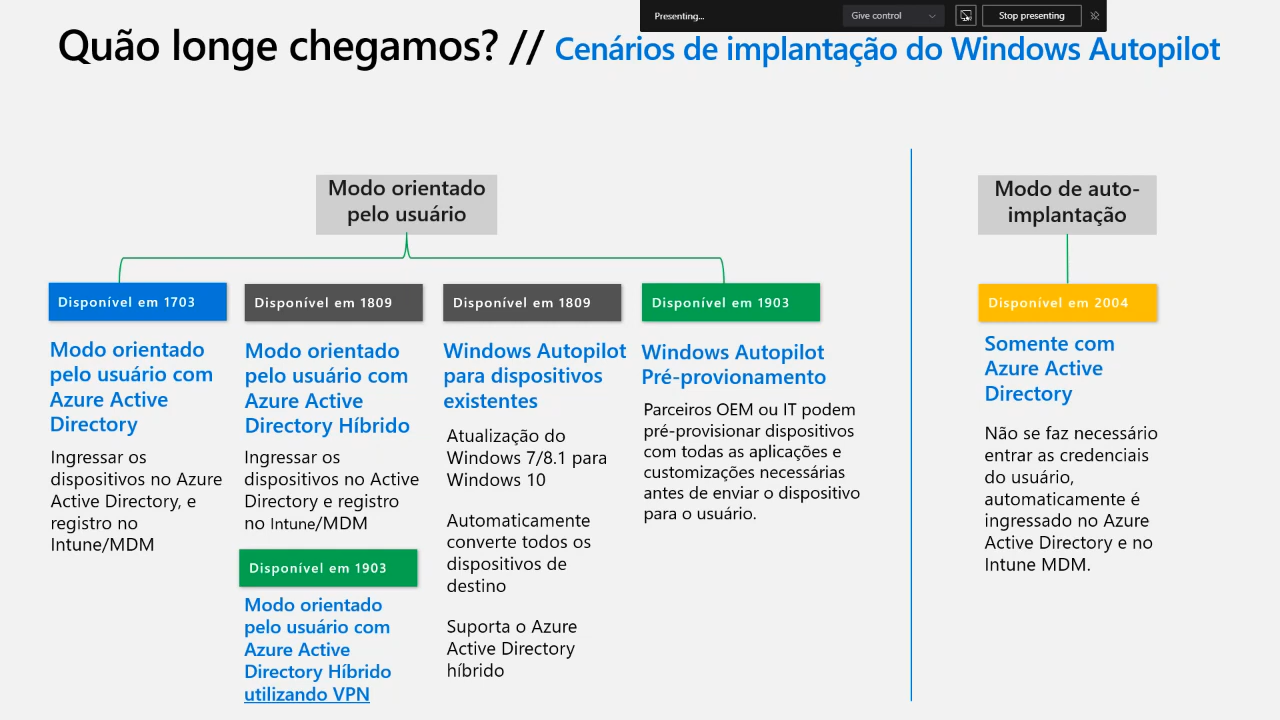 Presenting...
Give control
Stop presenting
Quão longe chegamos? // Cenários de implantação do Windows Autopilot
Modo orientado
pelo usuário
Disponível em 1703
Modo orientado
pelo usuário com
Azure Active
Directory
Ingressar os
dispositivos no Azure
Active Directory, e
registro no
Intune/MDM
Disponível em 1809
Modo orientado
pelo usuário com
Azure Active
Directory Híbrido
Ingressar os
dispositivos no Active
Directory e registro
no Intune/MDM
Disponível em 1903
Modo orientado
pelo usuário com
Azure Active
Directory Híbrido
utilizando VPN
Disponível em 1809
Windows Autopilot
para dispositivos
existentes
Atualização do
Windows 7/8.1 para
Windows 10
Automaticamente
converte todos os
dispositivos de
destino
Suporta o Azure
Active Directory
híbrido
Disponível em 1903
Windows Autopilot
Pré-provionamento
Parceiros OEM ou IT podem
pré-provisionar dispositivos
com todas as aplicações e
customizações necessárias
antes de enviar o dispositivo
para o usuário.
Modo de auto-
implantação
Disponível em 2004
Somente com
Azure Active
Directory
Não se faz necessário
entrar as credenciais
do usuário,
automaticamente é
ingressado no Azure
Active Directory e no
Intune MDM.